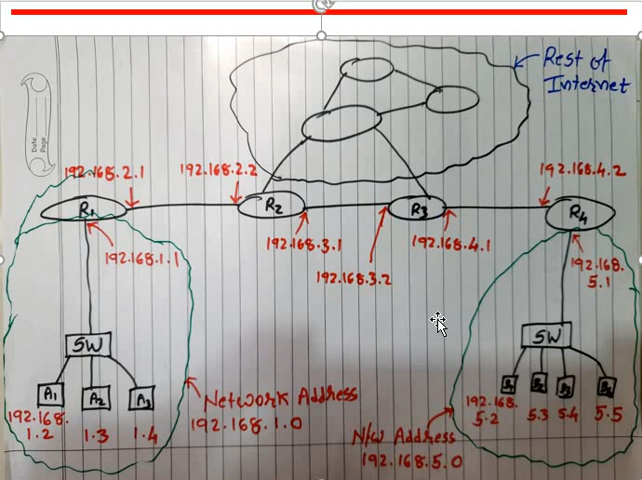 Rest of
Internet
Date
Page
192.168.2.1
192.168.2.2
192.168.4.2
R1
R2
R3
R4
192.168.1.1
192.168.3.1
192.168.3.2
192.168.4.1
192.168.
5.1
SW
SW
A1
A2
A3
192.168.
1.2
1.3
1.4
Network Address
192.168.1.0
B2
B3
192.168.
5.2
5.3
5.4
5.5
N/w Address
192.168.5.0